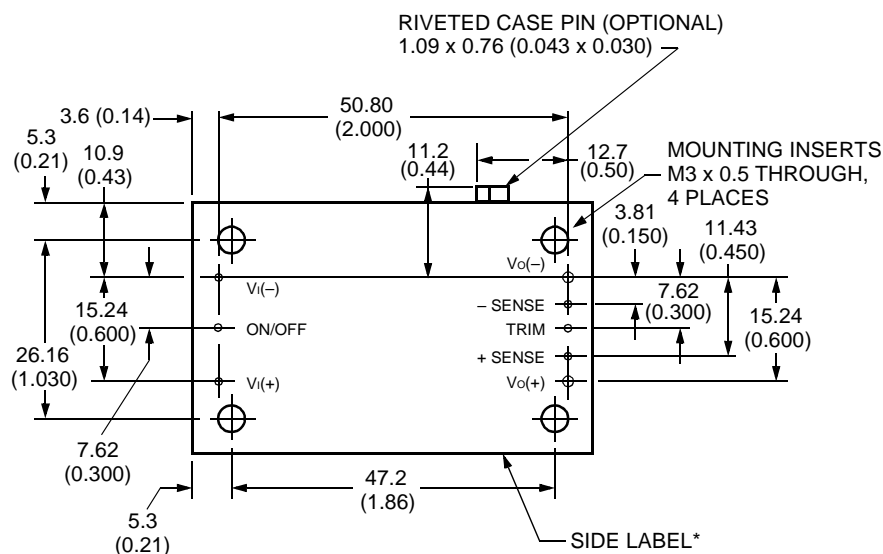 RIVETED CASE PIN (OPTIONAL)
1.09 x 0.76 (0.043 x 0.030)
50.80
(2.000)
3.6 (0.14)
5.3
(0.21)
10.9
(0.43)
11.2
(0.44)
12.7
(0.50)
MOUNTING INSERTS
M3 x 0.5 THROUGH,
4 PLACES
3.81
(0.150)
11.43
(0.450)
VO(–)
VI(–)
– SENSE
7.62
(0.300)
15.24
(0.600)
ON/OFF
TRIM
15.24
(0.600)
26.16
(1.030)
+ SENSE
VI(+)
VO(+)
7.62
(0.300)
47.2
(1.86)
5.3
(0.21)
SIDE LABEL*